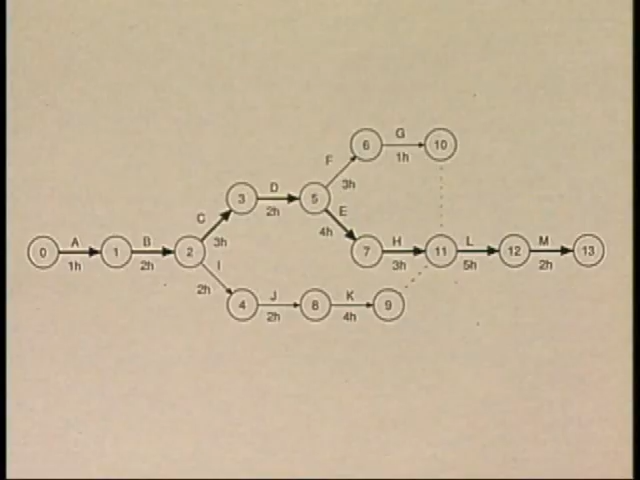 G
6 10
F 1h
3h
D
3 5
C 2h E
3h 4h
A B H L M
0 1 2 7 11 12 13
1h 2h 3h 5h 2h
I
2h
J K
4 8 9
2h 4h